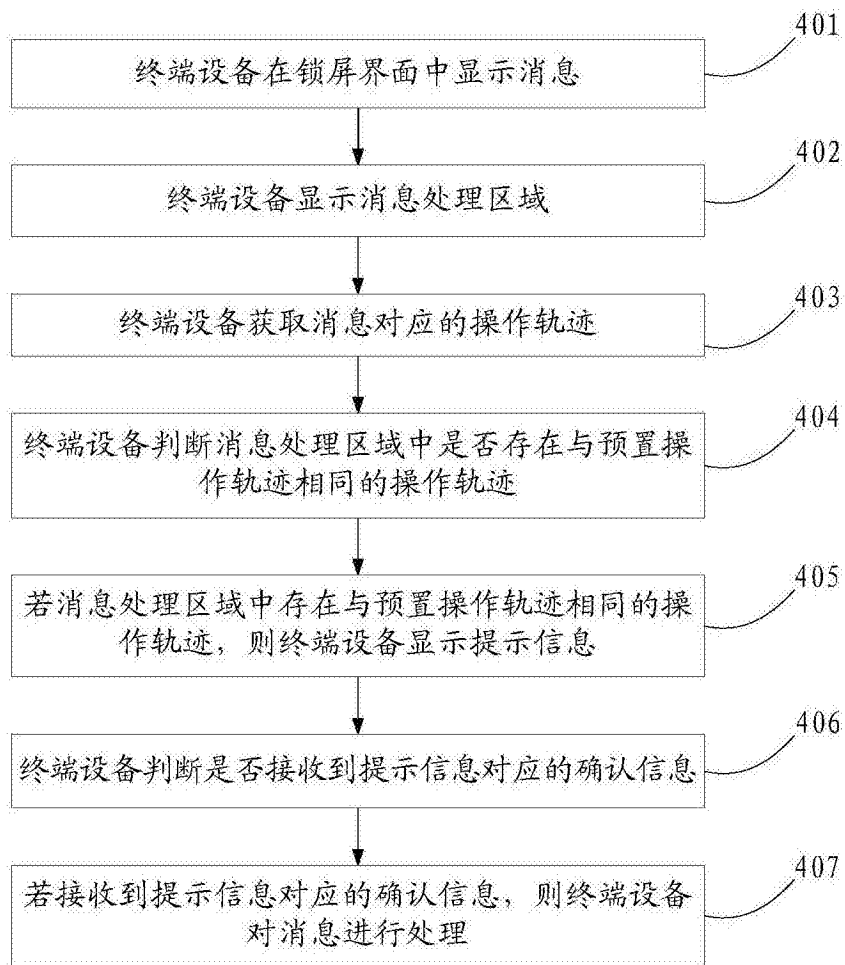 401
终端设备在锁屏界面中显示消息
402
终端设备显示消息处理区域
403
终端设备获取消息对应的操作轨迹
404
终端设备判断消息处理区域中是否存在与预置操
作轨迹相同的操作轨迹
405
若消息处理区域中存在与预置操作轨迹相同的操
作轨迹，则终端设备显示提示信息
406
终端设备判断是否接收到提示信息对应的确认信息
407
若接收到提示信息对应的确认信息，则终端设备
对消息进行处理